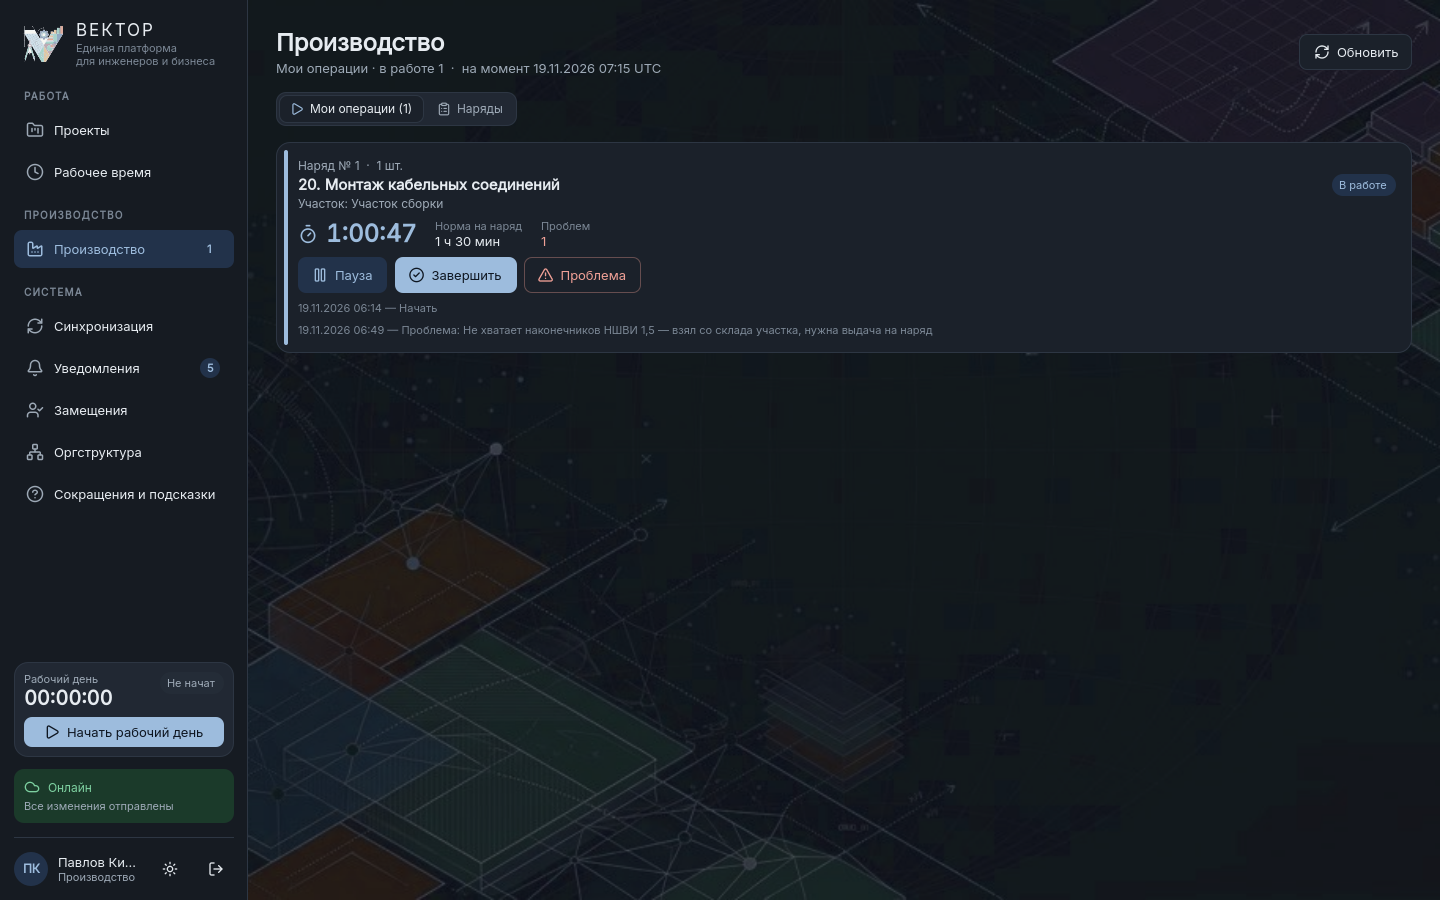 ВЕКТОР
Единая платформа
для инженеров и бизнеса
РАБОТА
Проекты
Рабочее время
ПРОИЗВОДСТВО
Производство 1
СИСТЕМА
Синхронизация
Уведомления 5
Замещения
Оргструктура
Сокращения и подсказки
Рабочий день
Не начат
00:00:00
Начать рабочий день
Онлайн
Все изменения отправлены
ПК
Павлов Ки...
Производство
Производство
Мои операции · в работе 1 · на момент 19.11.2026 07:15 UTC
Обновить
Мои операции (1) Наряды
Наряд № 1 · 1 шт.
20. Монтаж кабельных соединений
В работе
Участок: Участок сборки
1:00:47
Норма на наряд
1 ч 30 мин
Проблем
1
Пауза Завершить Проблема
19.11.2026 06:14 — Начать
19.11.2026 06:49 — Проблема: Не хватает наконечников НШВИ 1,5 — взял со склада участка, нужна выдача на наряд